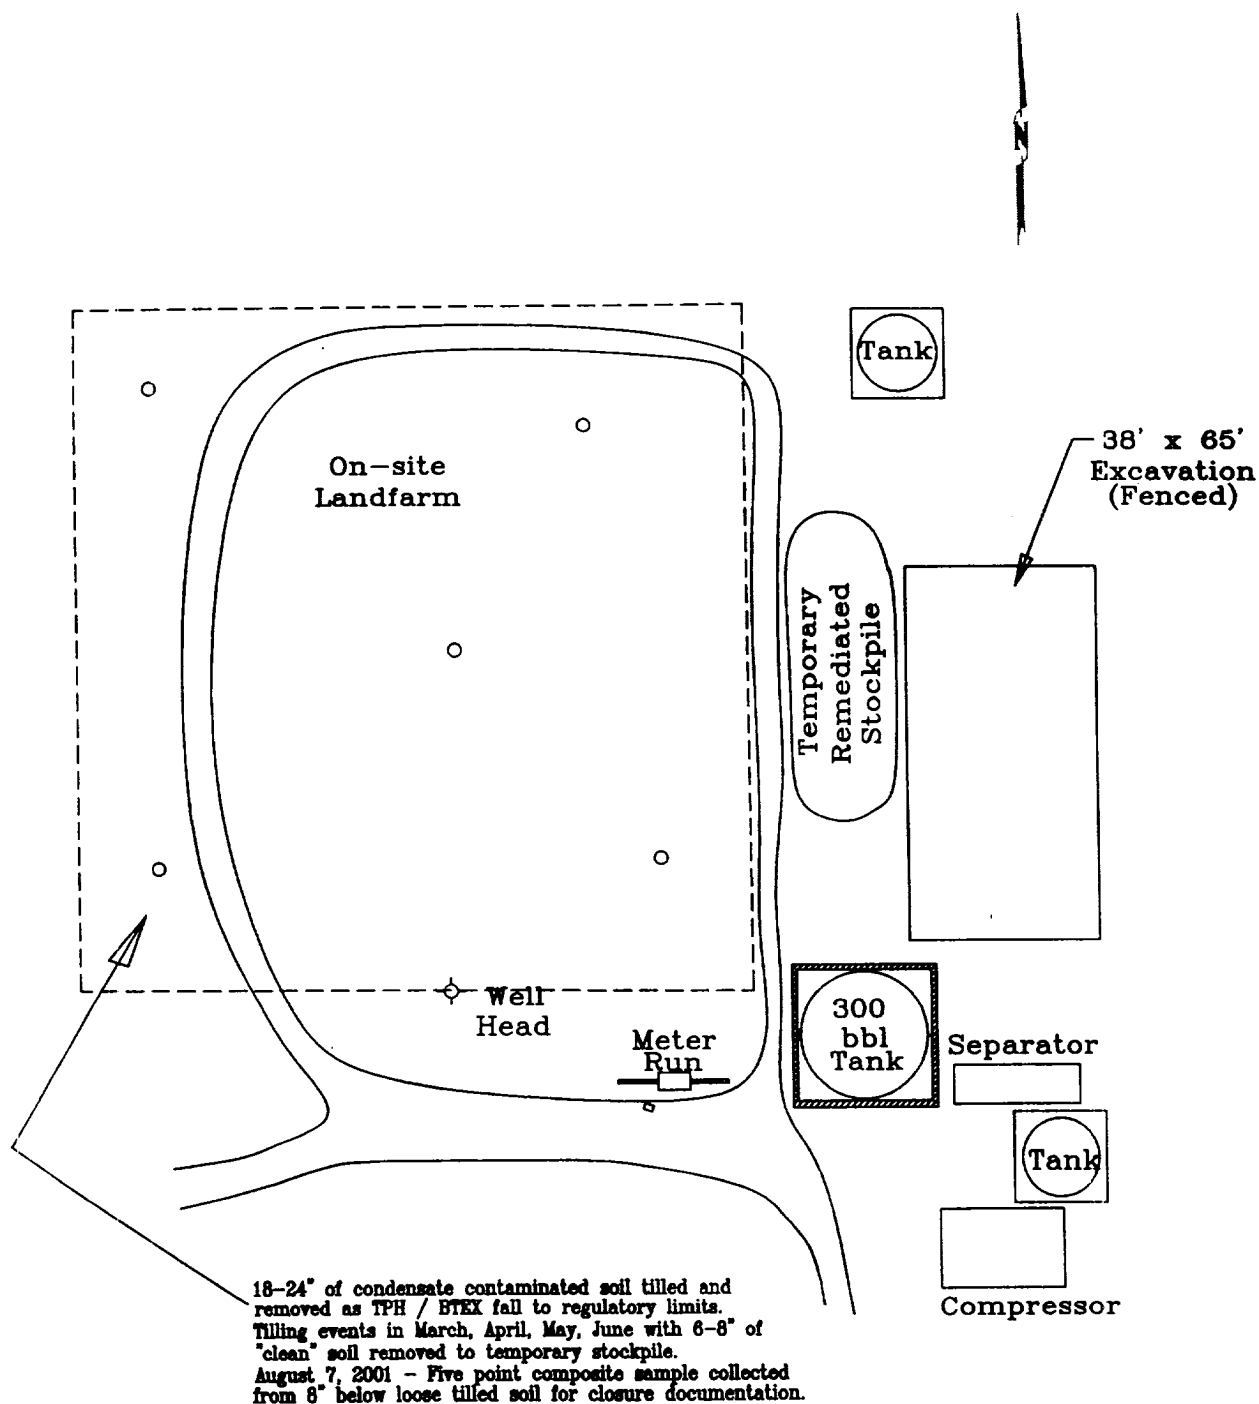 N
Tank
38' x 65'
Excavation
(Fenced)
On-site
Landfarm
Temporary
Remediated
Stockpile
Well
Head
Meter
Run
300
bbl
Tank
Separator
Tank
Compressor
18-24" of condensate contaminated soil tilled and
removed as TPH / BTEX fall to regulatory limits.
Tilling events in March, April, May, June with 6-8" of
"clean" soil removed to temporary stockpile.
August 7, 2001 - Five point composite sample collected
from 8" below loose tilled soil for closure documentation.